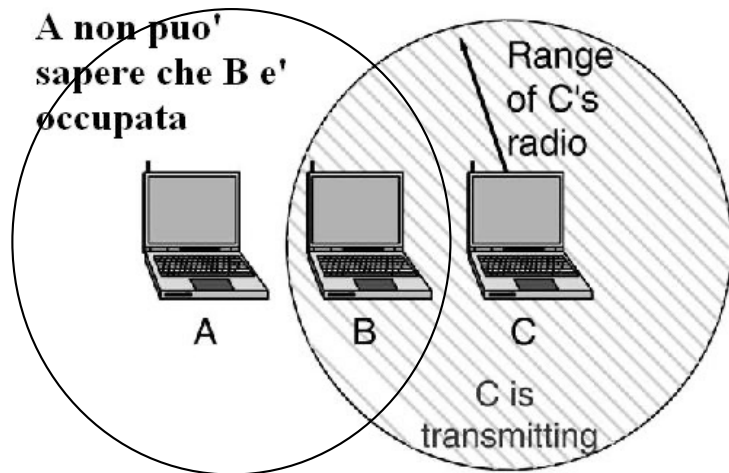 A non puo'
sapere che B e'
occupata
Range
of C's
radio
A
B
C
C is
transmitting